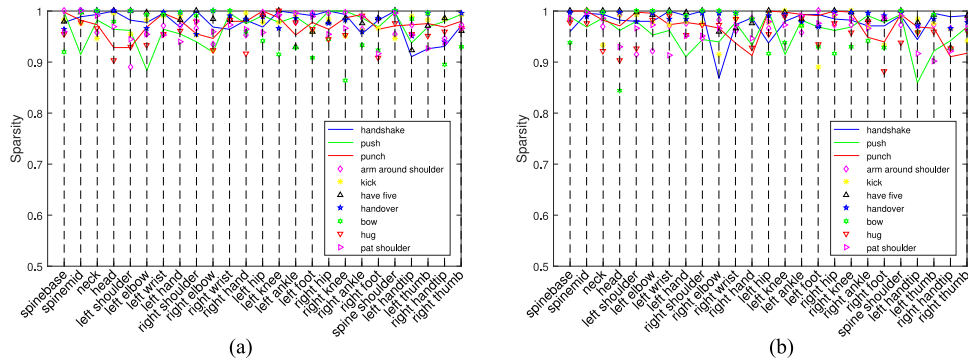 1
0.9
0.8
0.7
0.6
0.5
Sparsity
handshake
push
punch
arm around shoulder
kick
have five
handover
bow
hug
pat shoulder
spinebase
spinemid
neck
head
left shoulder
left elbow
left wrist
left hand
right shoulder
right elbow
right wrist
right hand
left hip
left knee
left ankle
left foot
right hip
right knee
right ankle
right foot
spine shoulder
left handtip
left thumb
right handtip
right thumb
(a)
1
0.9
0.8
0.7
0.6
0.5
Sparsity
handshake
push
punch
arm around shoulder
kick
have five
handover
bow
hug
pat shoulder
spinebase
spinemid
neck
head
left shoulder
left elbow
left wrist
left hand
right shoulder
right elbow
right wrist
right hand
left hip
left knee
left ankle
left foot
right hip
right knee
right ankle
right foot
spine shoulder
left handtip
left thumb
right handtip
right thumb
(b)